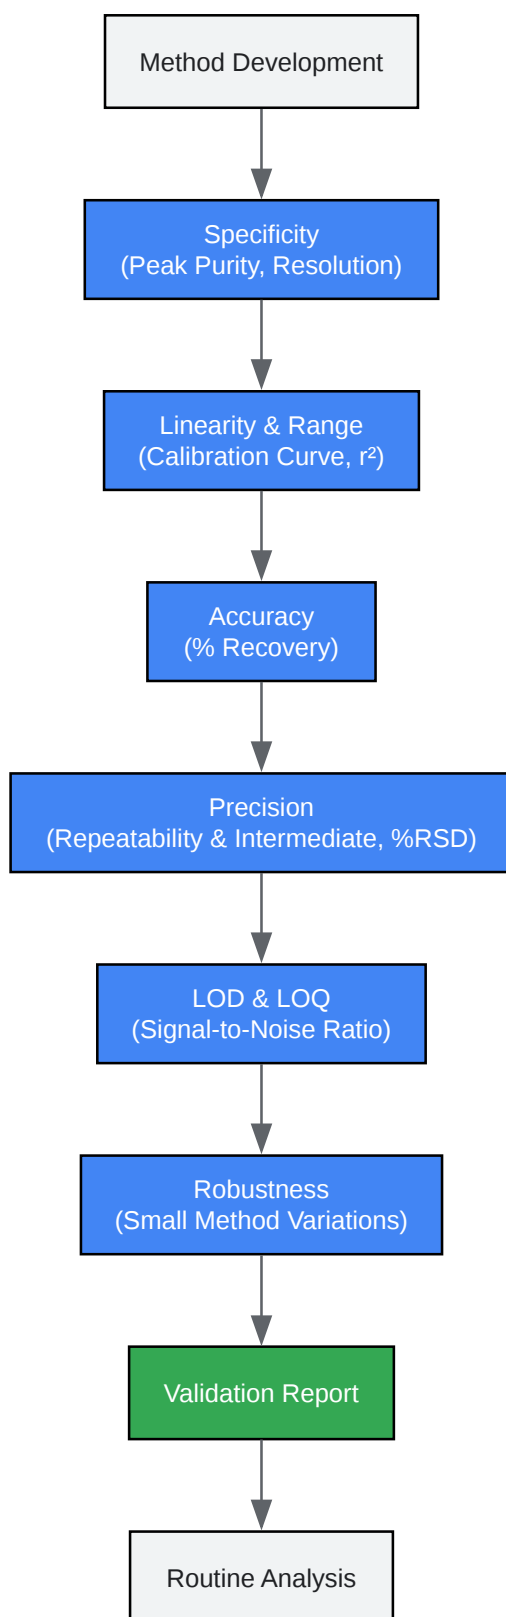 Method Development
Specificity
(Peak Purity, Resolution)
Linearity & Range
(Calibration Curve, r²)
Accuracy
(% Recovery)
Precision
(Repeatability & Intermediate, %RSD)
LOD & LOQ
(Signal-to-Noise Ratio)
Robustness
(Small Method Variations)
Validation Report
Routine Analysis